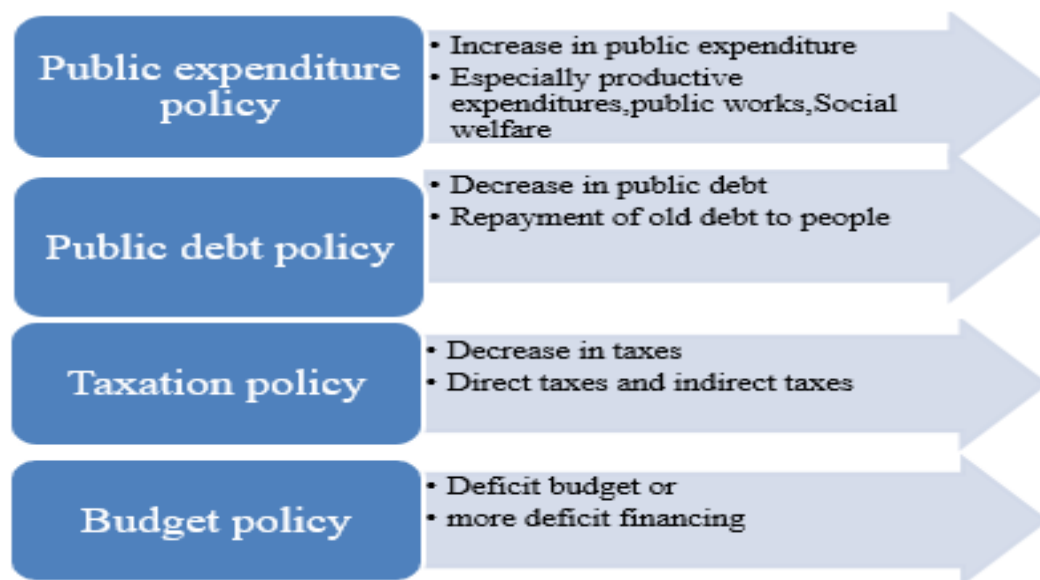 Public expenditure
policy
• Increase in public expenditure
• Especially productive
expenditures,public works,Social
welfare
Public debt policy
• Decrease in public debt
• Repayment of old debt to people
Taxation policy
• Decrease in taxes
• Direct taxes and indirect taxes
Budget policy
• Deficit budget or
• more deficit financing